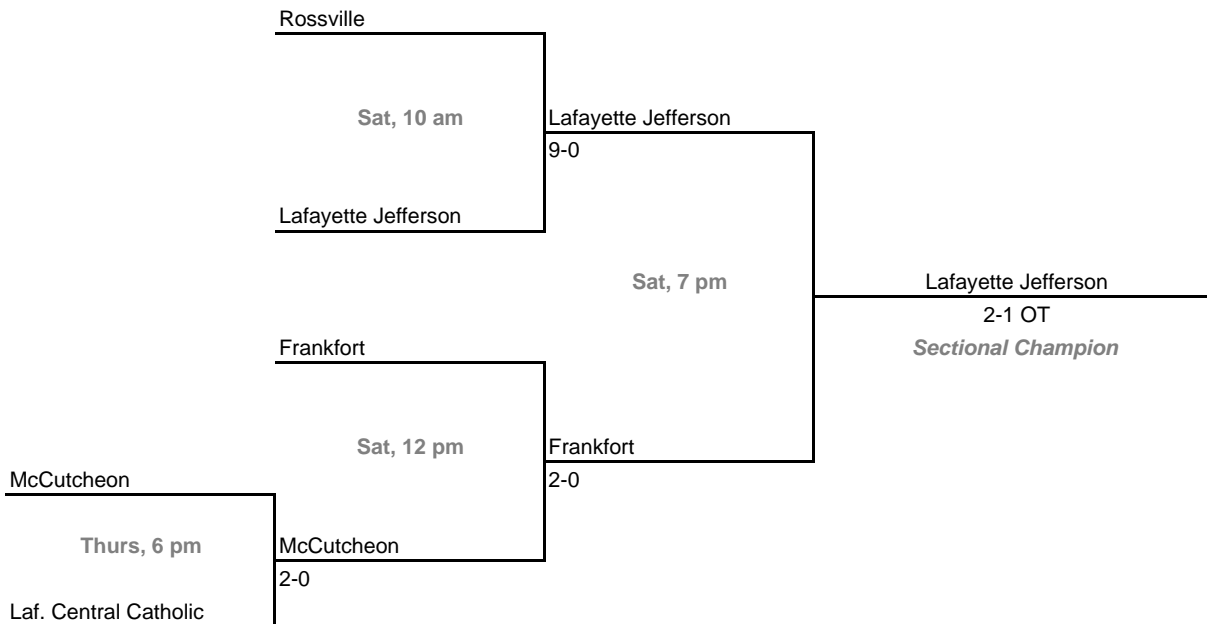 Rossville
Sat, 10 am
Lafayette Jefferson
9-0
Lafayette Jefferson
Sat, 7 pm
Lafayette Jefferson
2-1 OT
Frankfort
Sectional Champion
Sat, 12 pm
Frankfort
McCutcheon
2-0
Thurs, 6 pm
McCutcheon
2-0
Laf. Central Catholic